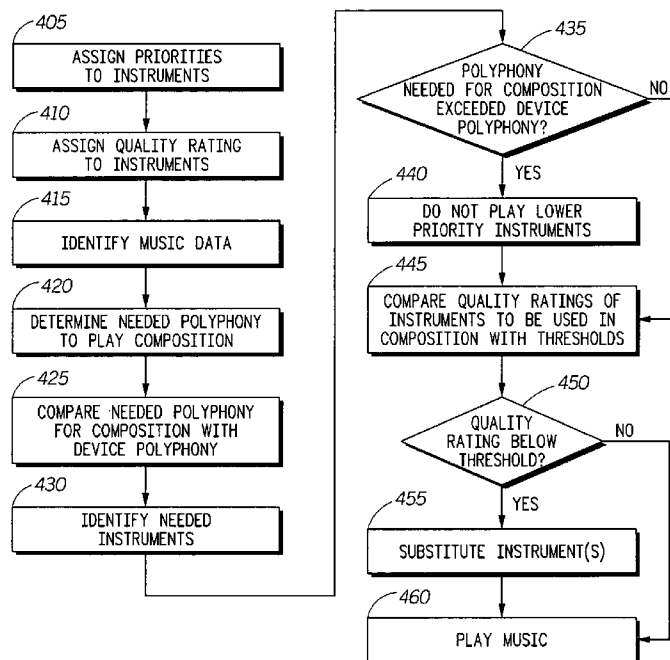 405
ASSIGN PRIORITIES
TO INSTRUMENTS
410
ASSIGN QUALITY RATING
TO INSTRUMENTS
415
IDENTIFY MUSIC DATA
420
DETERMINE NEEDED POLYPHONY
TO PLAY COMPOSITION
425
COMPARE NEEDED POLYPHONY
FOR COMPOSITION WITH
DEVICE POLYPHONY
430
IDENTIFY NEEDED
INSTRUMENTS
435
POLYPHONY
NEEDED FOR COMPOSITION
EXCEEDED DEVICE
POLYPHONY?
NO
YES
440
DO NOT PLAY LOWER
PRIORITY INSTRUMENTS
445
COMPARE QUALITY RATINGS OF
INSTRUMENTS TO BE USED IN
COMPOSITION WITH THRESHOLDS
450
QUALITY
RATING BELOW
THRESHOLD?
NO
YES
455
SUBSTITUTE INSTRUMENT(S)
460
PLAY MUSIC